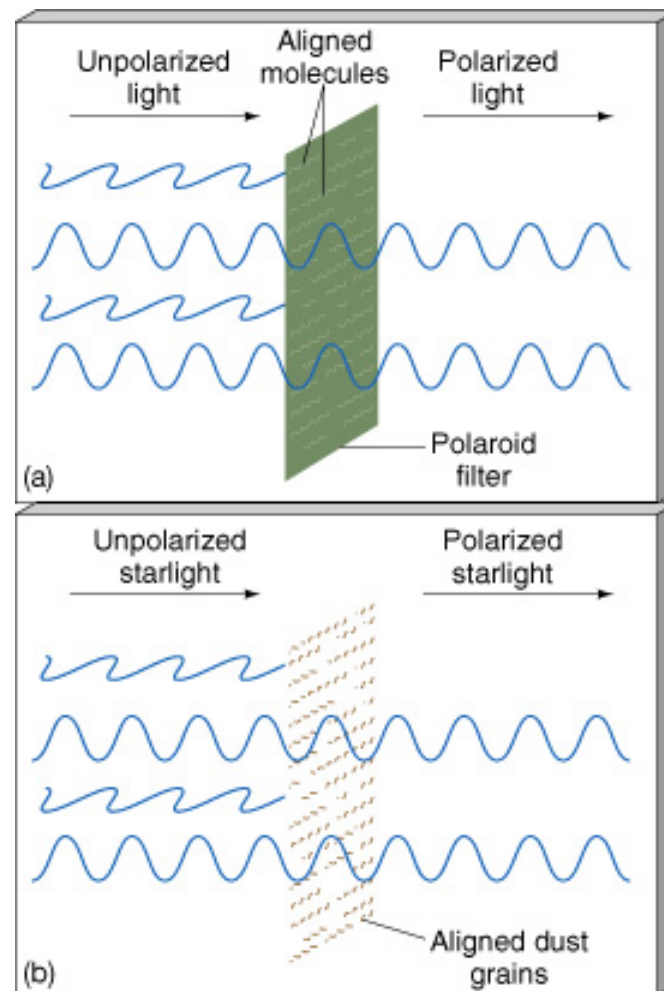 Unpolarized
light
Aligned
molecules
Polarized
light
Polaroid
filter
(a)
Unpolarized
starlight
Polarized
starlight
Aligned dust
grains
(b)